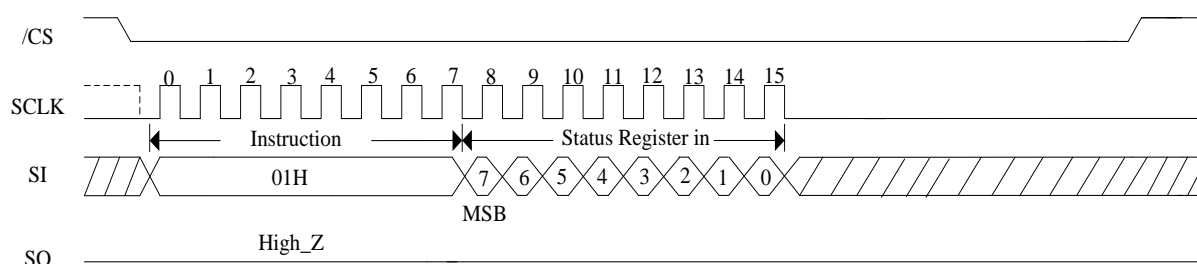 /CS
0 1 2 3 4 5 6 7 8 9 10 11 12 13 14 15
SCLK
Instruction Status Register in
SI 01H 7 6 5 4 3 2 1 0
MSB
High_Z
SO